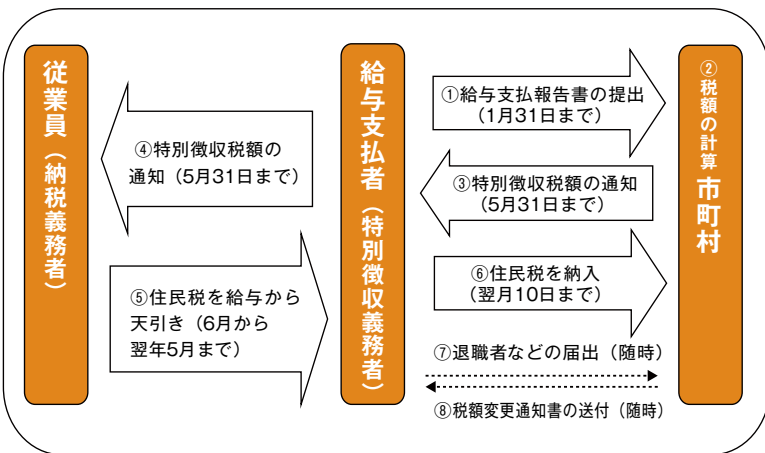 従業員（納税義務者）
給与支払者（特別徴収義務者）
②税額の計算
市町村
①給与支払報告書の提出
（1月31日まで）
③特別徴収税額の通知
（5月31日まで）
④特別徴収税額の
通知（5月31日まで）
⑤住民税を給与から
天引き（6月から
翌年5月まで）
⑥住民税を納入
（翌月10日まで）
⑦退職者などの届出（随時）
⑧税額変更通知書の送付（随時）